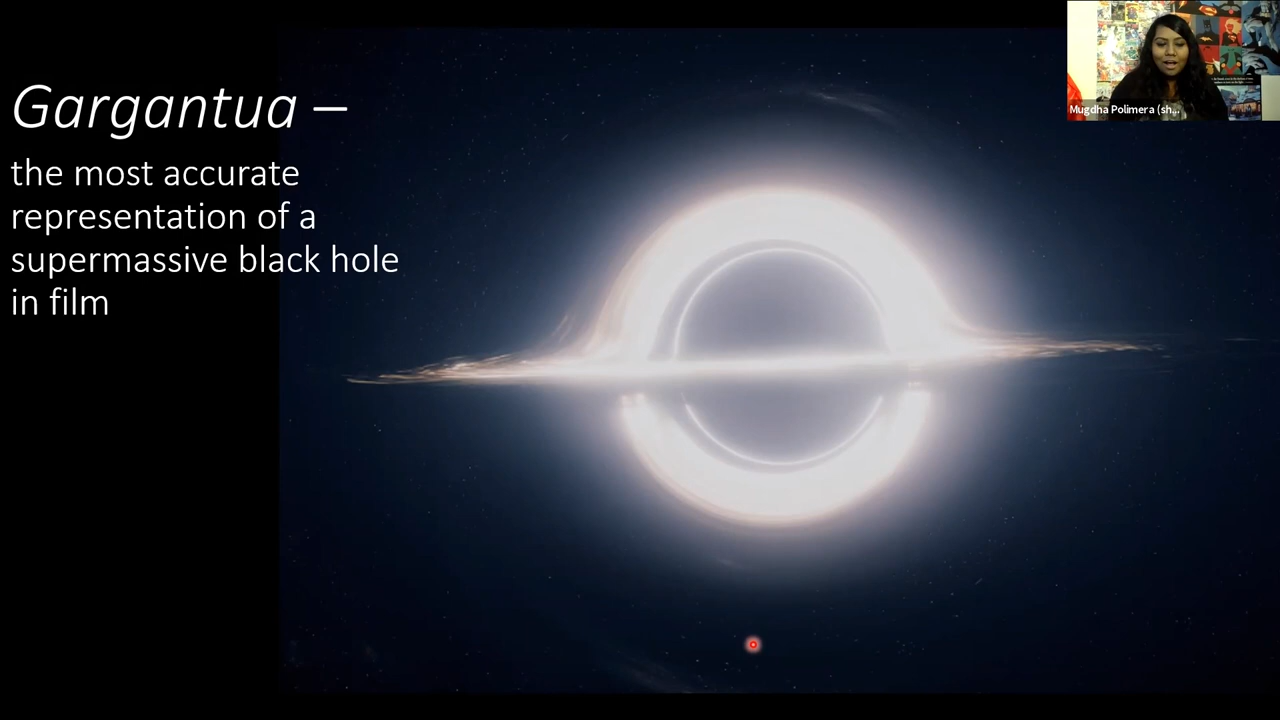 Gargantua –
the most accurate
representation of a
supermassive black hole
in film
Mugdha Polimera (sh...